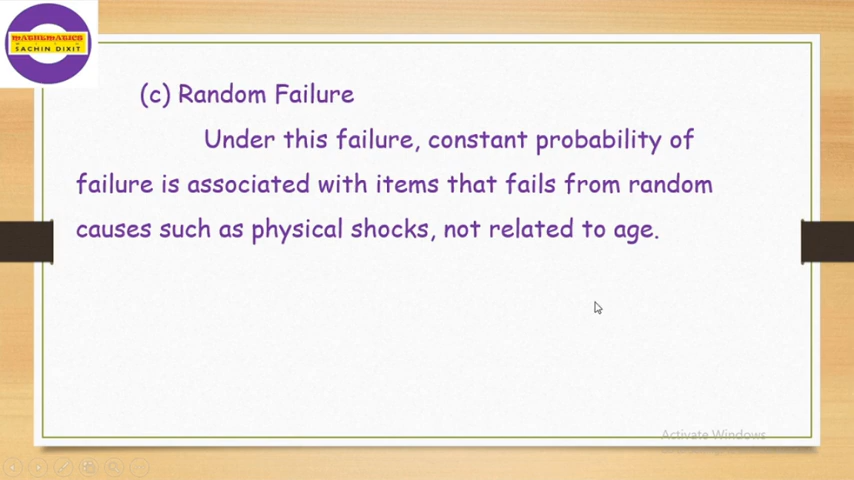 MATHEMATICS
SACHIN DIXIT
(c) Random Failure
Under this failure, constant probability of
failure is associated with items that fails from random
causes such as physical shocks, not related to age.
Activate Windows